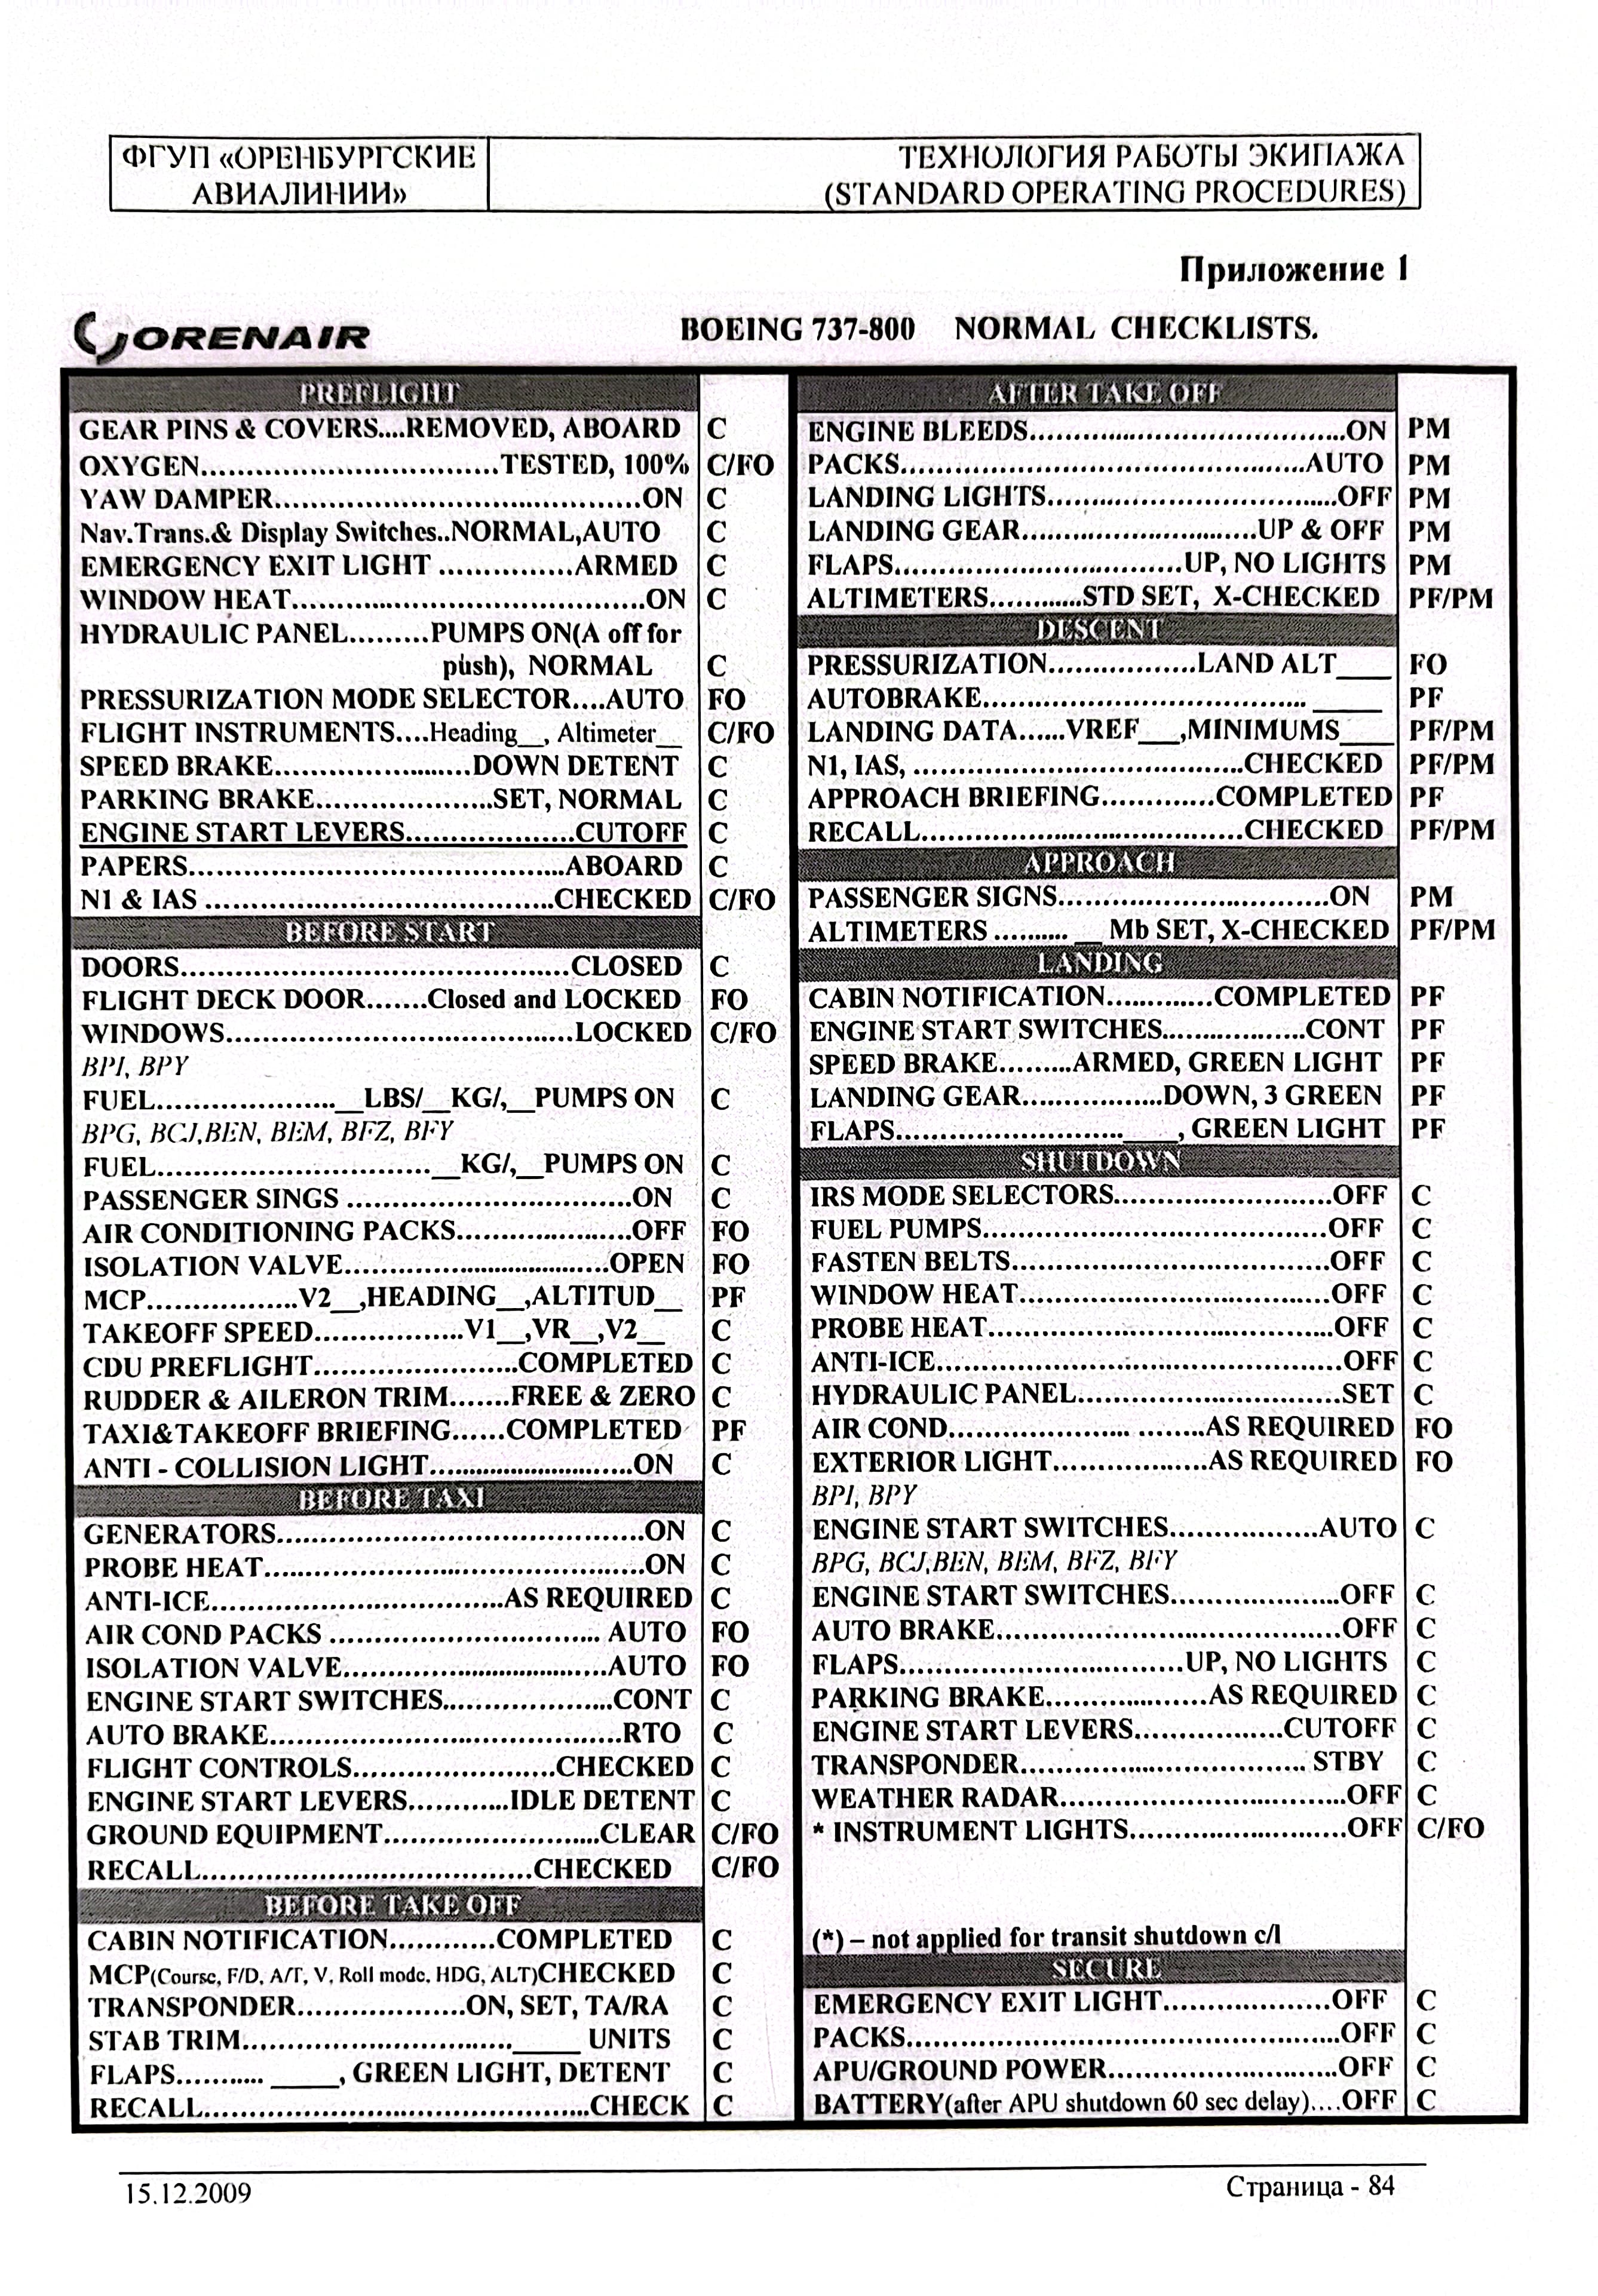 ФГУП «ОРЕНБУРГСКИЕ
АВИАЛИНИИ»
ТЕХНОЛОГИЯ РАБОТЫ ЭКИПАЖА
(STANDARD OPERATING PROCEDURES)
Приложение 1
ORENAIR
BOEING 737-800 NORMAL CHECKLISTS.
PREFLIGHT
GEAR PINS & COVERS....REMOVED, ABOARD C
OXYGEN..............................TESTED, 100% C/FO
YAW DAMPER.....................................ON C
Nav.Trans.& Display Switches..NORMAL,AUTO C
EMERGENCY EXIT LIGHT ..............ARMED C
WINDOW HEAT....................................ON C
HYDRAULIC PANEL.........PUMPS ON(A off for
push), NORMAL C
PRESSURIZATION MODE SELECTOR....AUTO FO
FLIGHT INSTRUMENTS....Heading__, Altimeter__ C/FO
SPEED BRAKE......................DOWN DETENT C
PARKING BRAKE...................SET, NORMAL C
ENGINE START LEVERS.................CUTOFF C
PAPERS......................................ABOARD C
N1 & IAS ...................................CHECKED C/FO
BEFORE START
DOORS.......................................CLOSED C
FLIGHT DECK DOOR.......Closed and LOCKED FO
WINDOWS...................................LOCKED C/FO
BPI, BPY
FUEL..................__LBS/__KG/,__PUMPS ON C
BPG, BCJ,BEN, BEM, BFZ, BFY
FUEL............................__KG/,__PUMPS ON C
PASSENGER SINGS .............................ON C
AIR CONDITIONING PACKS....................OFF FO
ISOLATION VALVE............................OPEN FO
MCP................V2__,HEADING__,ALTITUD__ PF
TAKEOFF SPEED.................V1__,VR__,V2__ C
CDU PREFLIGHT.....................COMPLETED C
RUDDER & AILERON TRIM.......FREE & ZERO C
TAXI&TAKEOFF BRIEFING......COMPLETED PF
ANTI - COLLISION LIGHT.......................ON C
BEFORE TAXI
GENERATORS.....................................ON C
PROBE HEAT......................................ON C
ANTI-ICE..............................AS REQUIRED C
AIR COND PACKS ............................ AUTO FO
ISOLATION VALVE............................AUTO FO
ENGINE START SWITCHES.................CONT C
AUTO BRAKE....................................RTO C
FLIGHT CONTROLS.....................CHECKED C
ENGINE START LEVERS...........IDLE DETENT C
GROUND EQUIPMENT.......................CLEAR C/FO
RECALL..................................CHECKED C/FO
BEFORE TAKE OFF
CABIN NOTIFICATION...........COMPLETED C
MCP(Course, F/D, A/T, V, Roll mode, HDG, ALT)CHECKED C
TRANSPONDER.................ON, SET, TA/RA C
STAB TRIM............................_____ UNITS C
FLAPS........... _____, GREEN LIGHT, DETENT C
RECALL.......................................CHECK C
AFTER TAKE OFF
ENGINE BLEEDS.................................ON PM
PACKS.........................................AUTO PM
LANDING LIGHTS..............................OFF PM
LANDING GEAR........................UP & OFF PM
FLAPS.............................UP, NO LIGHTS PM
ALTIMETERS...........STD SET, X-CHECKED PF/PM
DESCENT
PRESSURIZATION................LAND ALT____ FO
AUTOBRAKE................................. _____ PF
LANDING DATA......VREF___,MINIMUMS____ PF/PM
N1, IAS, .................................CHECKED PF/PM
APPROACH BRIEFING............COMPLETED PF
RECALL.................................CHECKED PF/PM
APPROACH
PASSENGER SIGNS............................ON PM
ALTIMETERS .......... __ Mb SET, X-CHECKED PF/PM
LANDING
CABIN NOTIFICATION............COMPLETED PF
ENGINE START SWITCHES...............CONT PF
SPEED BRAKE........ARMED, GREEN LIGHT PF
LANDING GEAR................DOWN, 3 GREEN PF
FLAPS.........................____, GREEN LIGHT PF
SHUTDOWN
IRS MODE SELECTORS.......................OFF C
FUEL PUMPS....................................OFF C
FASTEN BELTS.................................OFF C
WINDOW HEAT................................OFF C
PROBE HEAT...................................OFF C
ANTI-ICE.........................................OFF C
HYDRAULIC PANEL...........................SET C
AIR COND.................. ........AS REQUIRED FO
EXTERIOR LIGHT................AS REQUIRED FO
BPI, BPY
ENGINE START SWITCHES...............AUTO C
BPG, BCJ,BEN, BEM, BFZ, BFY
ENGINE START SWITCHES.................OFF C
AUTO BRAKE...................................OFF C
FLAPS.............................UP, NO LIGHTS C
PARKING BRAKE.................AS REQUIRED C
ENGINE START LEVERS...............CUTOFF C
TRANSPONDER............................. STBY C
WEATHER RADAR.............................OFF C
* INSTRUMENT LIGHTS......................OFF C/FO
(*) – not applied for transit shutdown c/l
SECURE
EMERGENCY EXIT LIGHT.................OFF C
PACKS............................................OFF C
APU/GROUND POWER.......................OFF C
BATTERY(after APU shutdown 60 sec delay)....OFF C
15.12.2009
Страница - 84